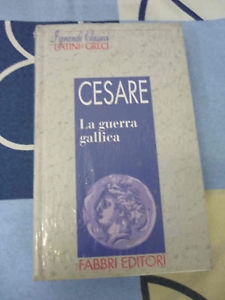 I grandi Classici
LATINI e GRECI
CESARE
La guerra
gallica
FABBRI EDITORI